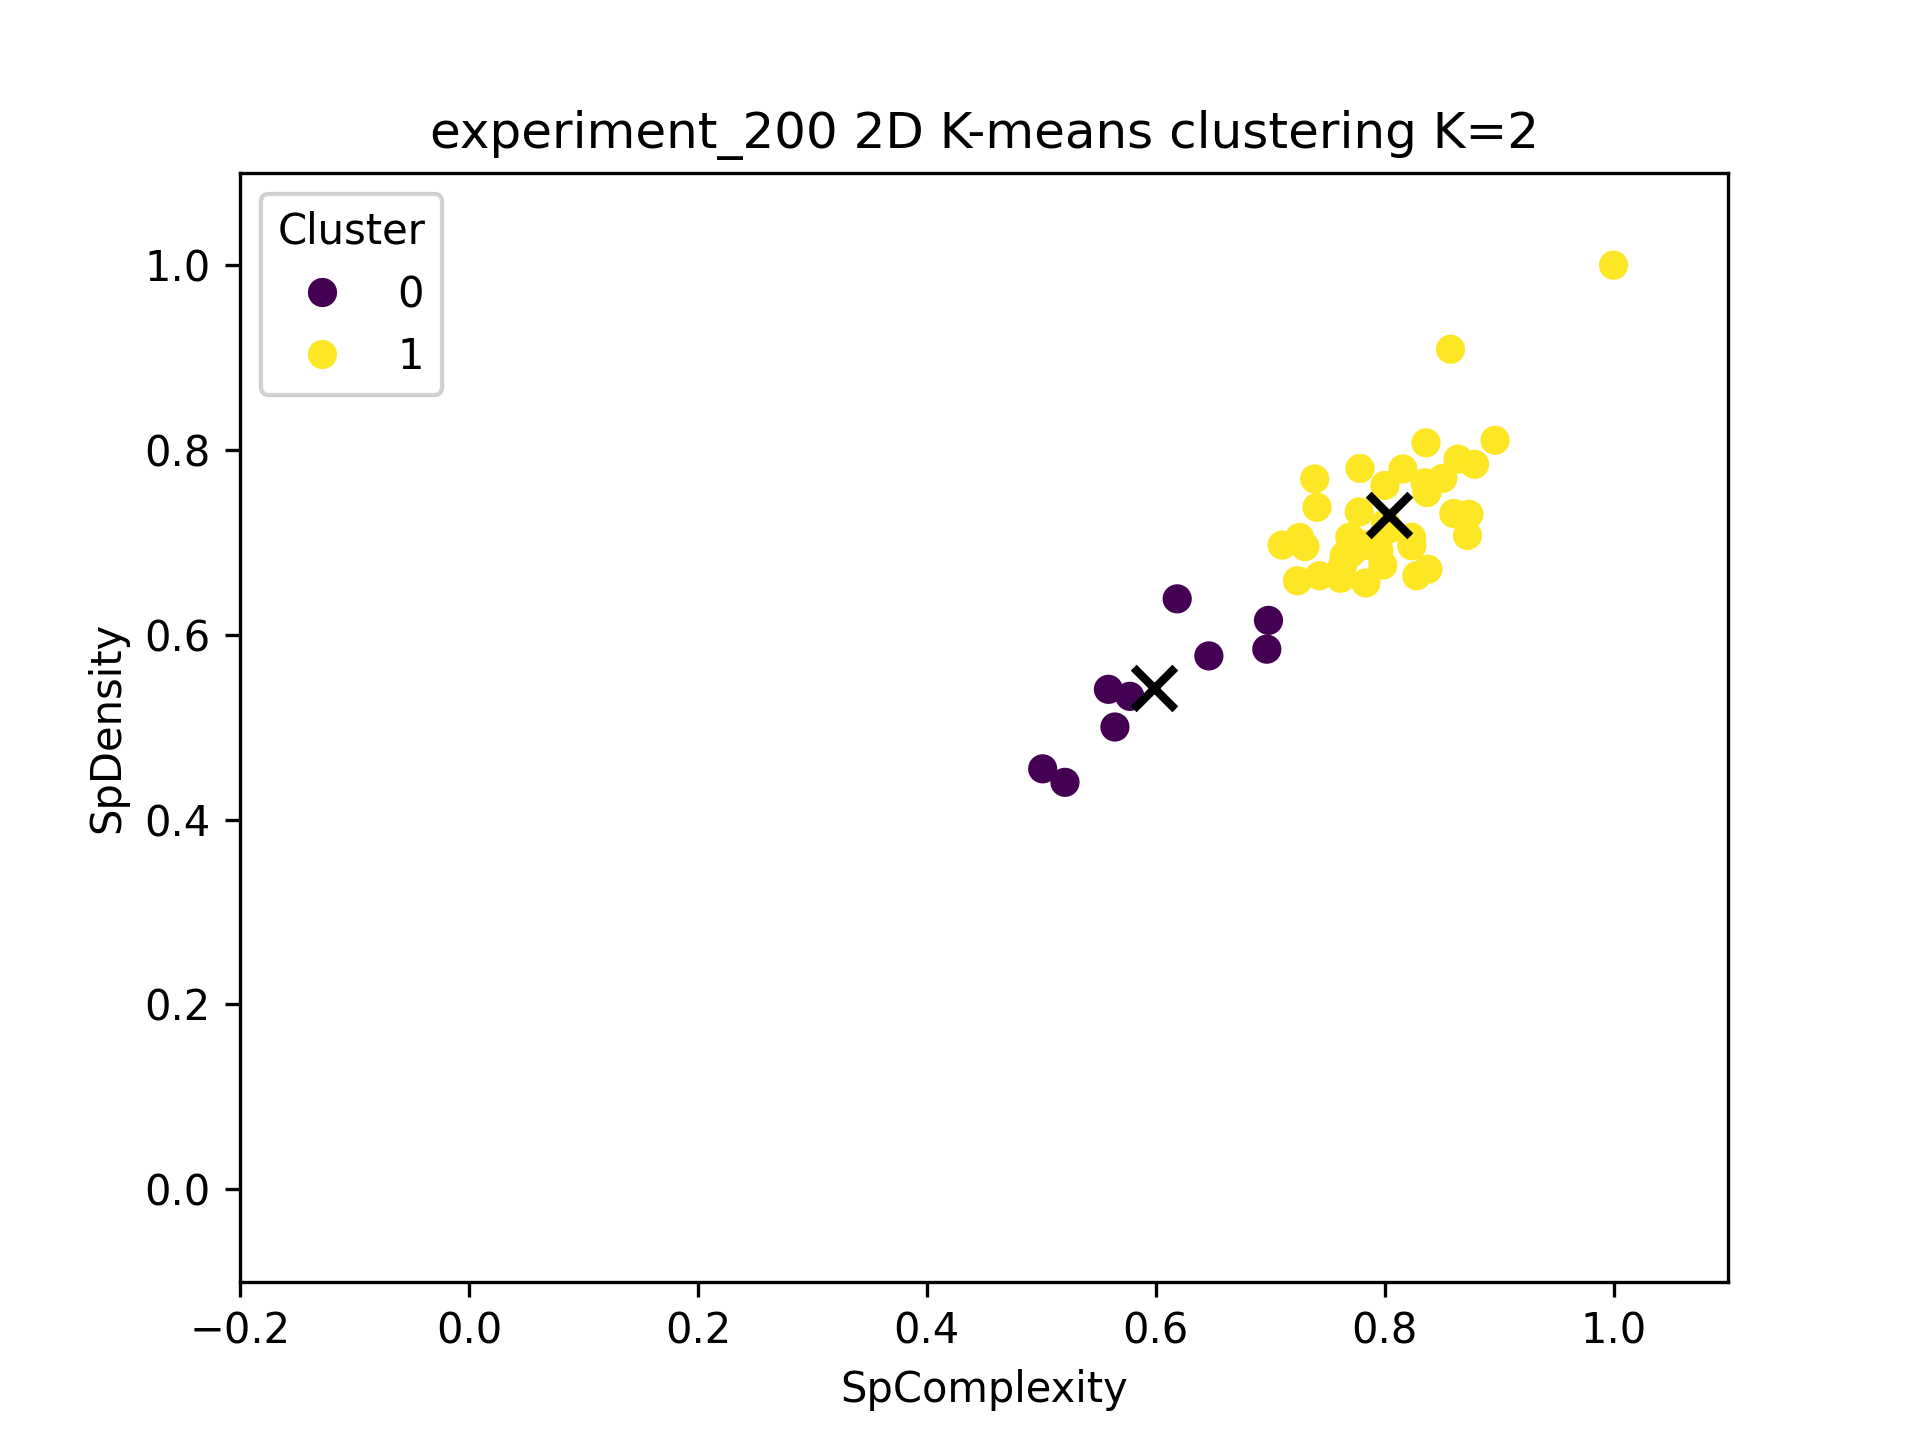 experiment_200 2D K-means clustering K=2
Cluster
0
1
1.0
0.8
0.6
0.4
0.2
0.0
SpDensity
−0.2 0.0 0.2 0.4 0.6 0.8 1.0
SpComplexity